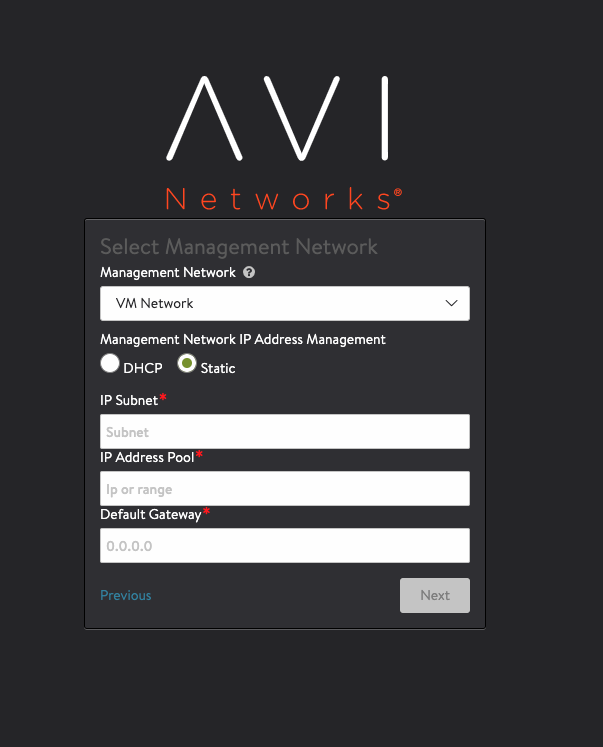 AVI
Networks®
Select Management Network
Management Network ?
VM Network
Management Network IP Address Management
DHCP Static
IP Subnet*
Subnet
IP Address Pool*
Ip or range
Default Gateway*
0.0.0.0
Previous Next